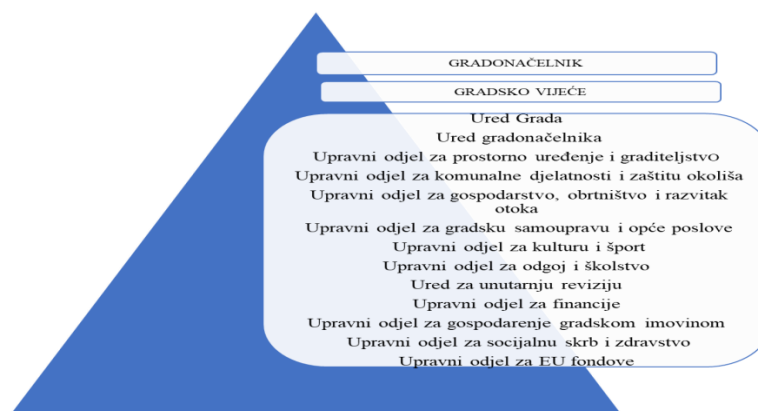 GRADONAČELNIK
GRADSKO VIJEĆE
Ured Grada
Ured gradonačelnika
Upravni odjel za prostorno uređenje i graditeljstvo
Upravni odjel za komunalne djelatnosti i zaštitu okoliša
Upravni odjel za gospodarstvo, obrtništvo i razvitak
otoka
Upravni odjel za gradsku samoupravu i opće poslove
Upravni odjel za kulturu i šport
Upravni odjel za odgoj i školstvo
Ured za unutarnju reviziju
Upravni odjel za financije
Upravni odjel za gospodarenje gradskom imovinom
Upravni odjel za socijalnu skrb i zdravstvo
Upravni odjel za EU fondove